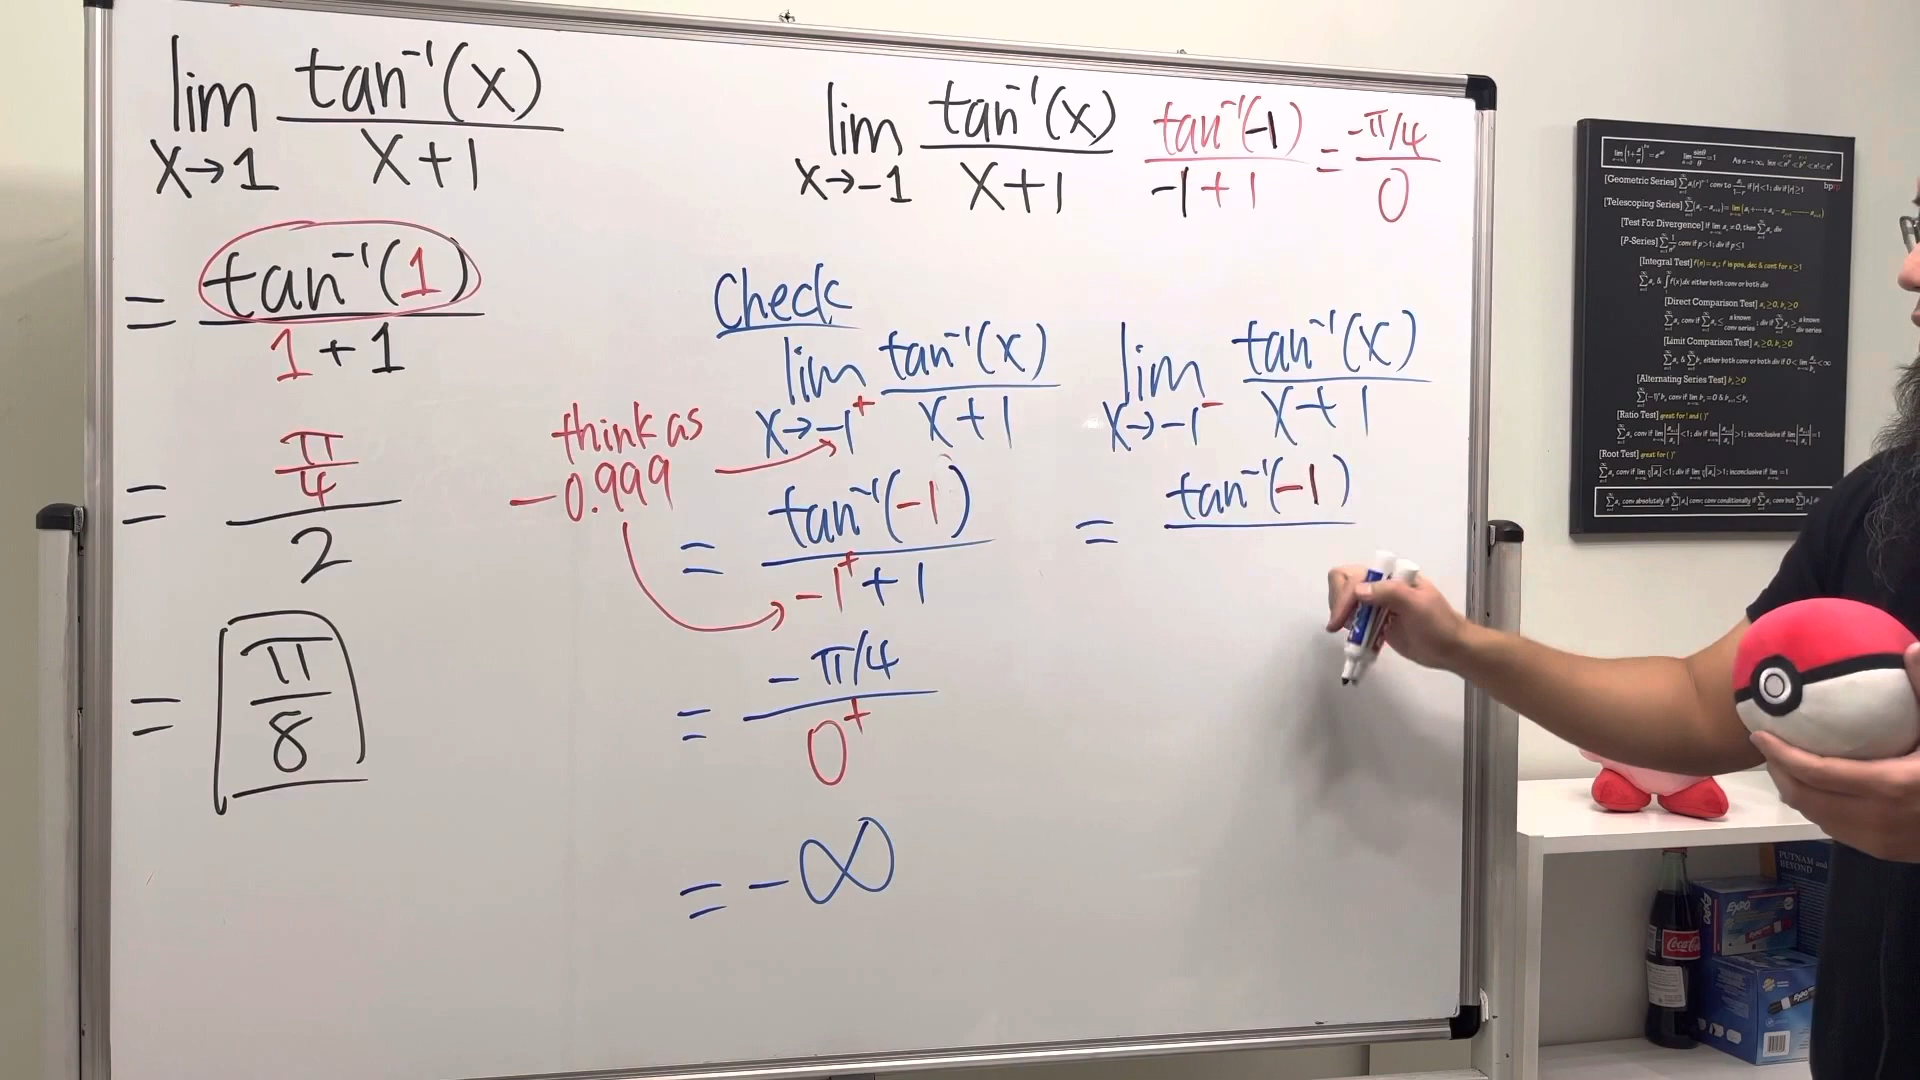 lim x→1 tan⁻¹(x) / x+1
= tan⁻¹(1) / 1+1
= π/4 / 2
= π/8
lim x→-1 tan⁻¹(x) / x+1 tan⁻¹(-1) / -1+1 = -π/4 / 0
Check
lim x→-1⁺ tan⁻¹(x) / x+1
think as
-0.999
= tan⁻¹(-1) / -1⁺+1
= -π/4 / 0⁺
= -∞
lim x→-1⁻ tan⁻¹(x) / x+1
= tan⁻¹(-1)
[Geometric Series]
[Telescoping Series]
[Test For Divergence]
[P-Series]
[Integral Test]
[Direct Comparison Test]
[Limit Comparison Test]
[Alternating Series Test]
[Ratio Test]
[Root Test]
PUTNAM and
BEYOND
EXPO
Coca-Cola
EXPO